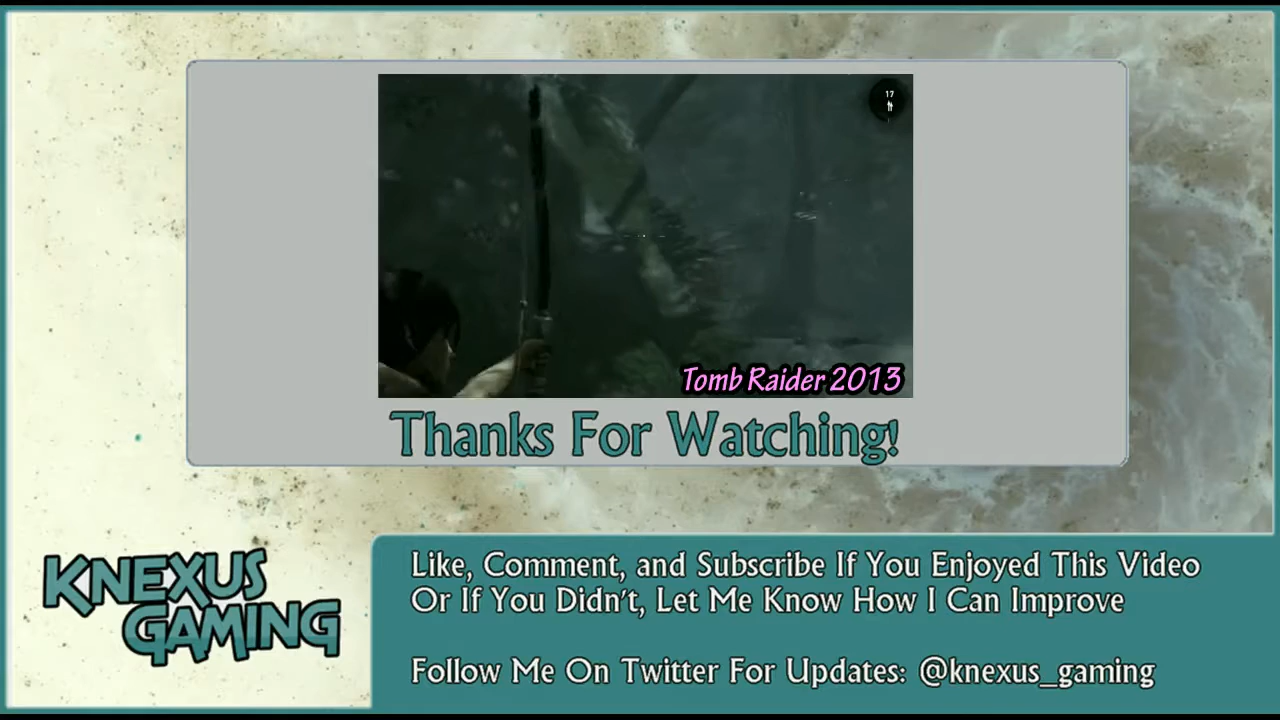 17
Tomb Raider 2013
Thanks For Watching!
KNEXUS
GAMING
Like, Comment, and Subscribe If You Enjoyed This Video
Or If You Didn't, Let Me Know How I Can Improve
Follow Me On Twitter For Updates: @knexus_gaming